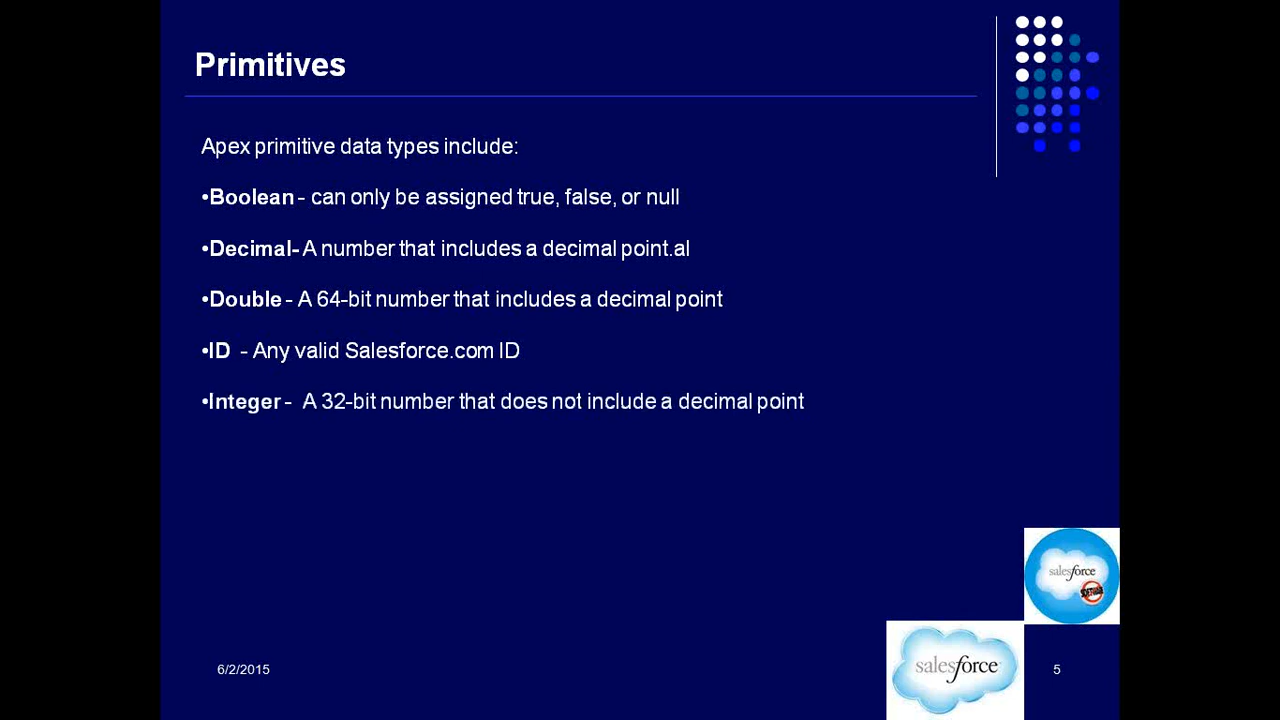 Primitives
Apex primitive data types include:
•Boolean - can only be assigned true, false, or null
•Decimal- A number that includes a decimal point.al
•Double - A 64-bit number that includes a decimal point
•ID  - Any valid Salesforce.com ID
•Integer -  A 32-bit number that does not include a decimal point
salesforce
SOFTWARE
salesforce
6/2/2015
5